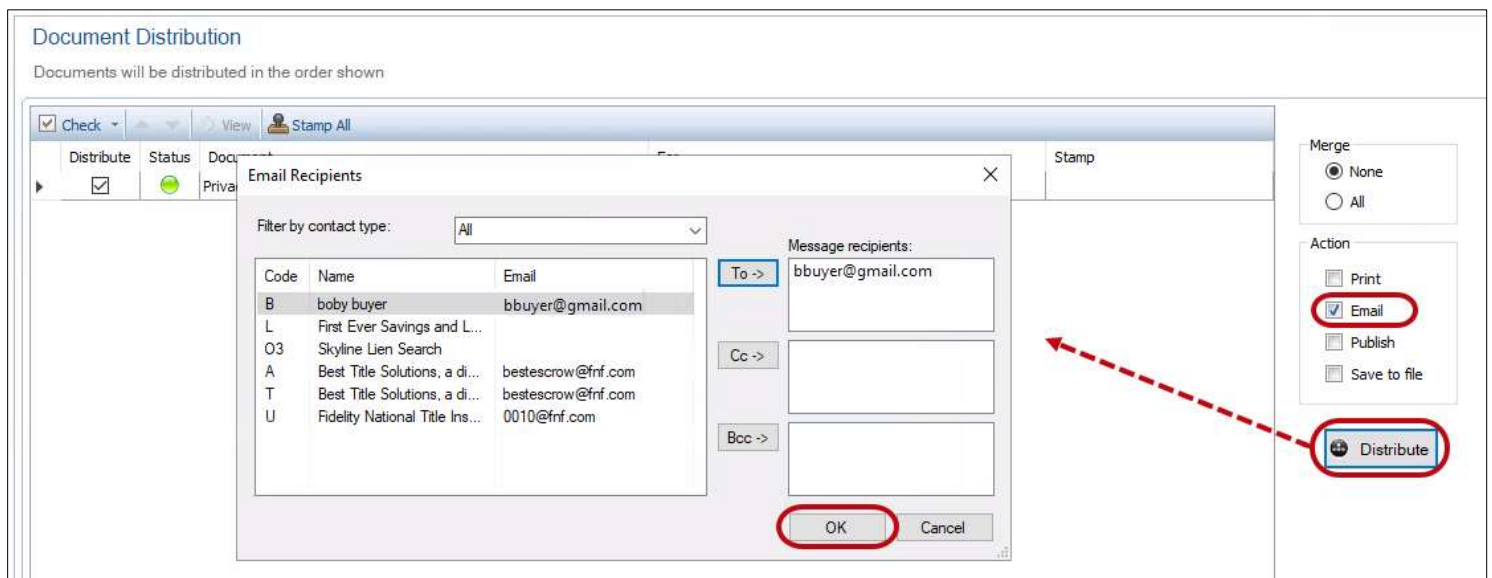 Document Distribution
Documents will be distributed in the order shown
Check View Stamp All
Distribute Status Stamp
Email Recipients
Filter by contact type: All
Code Name Email
B boby buyer bbuyer@gmail.com
L First Ever Savings and L...
O3 Skyline Lien Search
A Best Title Solutions, a di... bestescrow@fnf.com
T Best Title Solutions, a di... bestescrow@fnf.com
U Fidelity National Title Ins... 0010@fnf.com
To ->
Message recipients:
bbuyer@gmail.com
Cc ->
Bcc ->
OK Cancel
Merge
None
All
Action
Print
Email
Publish
Save to file
Distribute